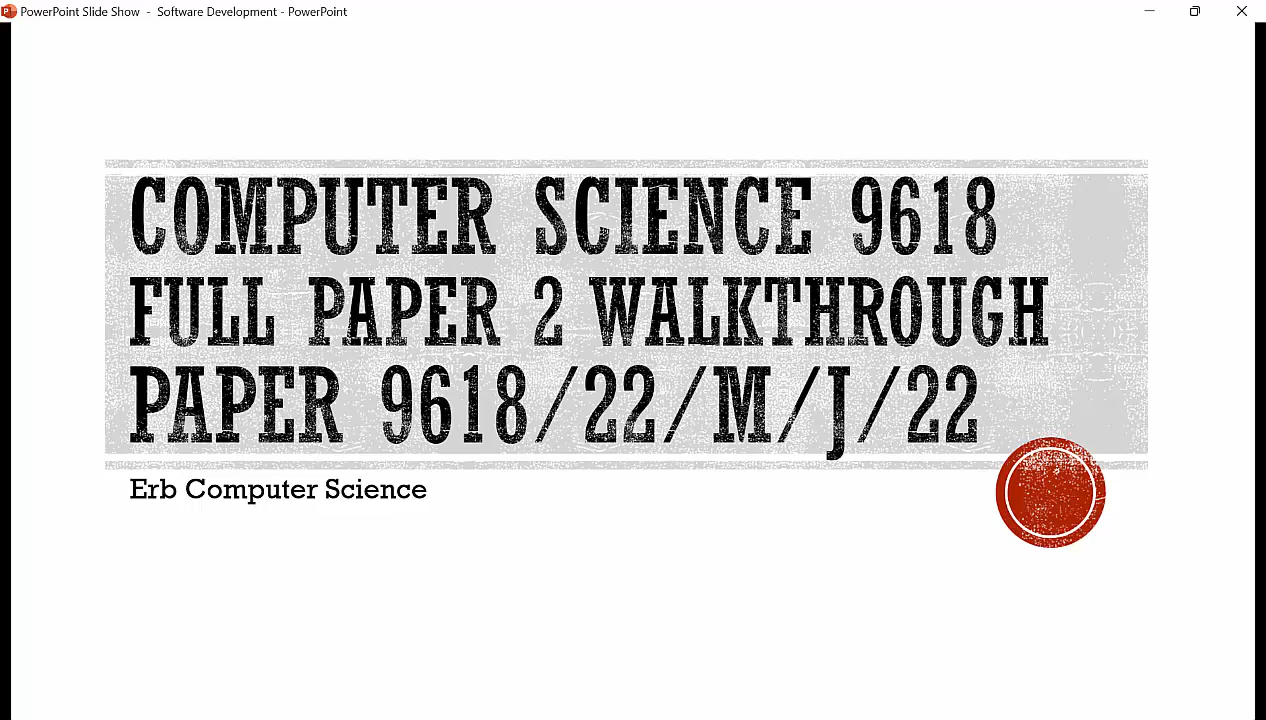 PowerPoint Slide Show - Software Development - PowerPoint
COMPUTER SCIENCE 9618
FULL PAPER 2 WALKTHROUGH
PAPER 9618/22/M/J/22
Erb Computer Science